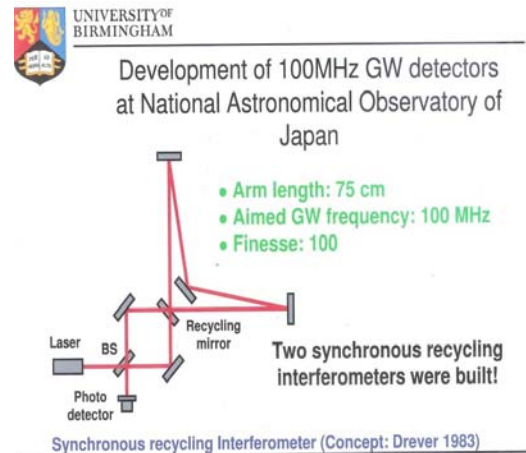 UNIVERSITY OF
BIRMINGHAM
Development of 100MHz GW detectors
at National Astronomical Observatory of
Japan
• Arm length: 75 cm
• Aimed GW frequency: 100 MHz
• Finesse: 100
Recycling
mirror
Laser
BS
Two synchronous recycling
interferometers were built!
Photo
detector
Synchronous recycling Interferometer (Concept: Drever 1983)